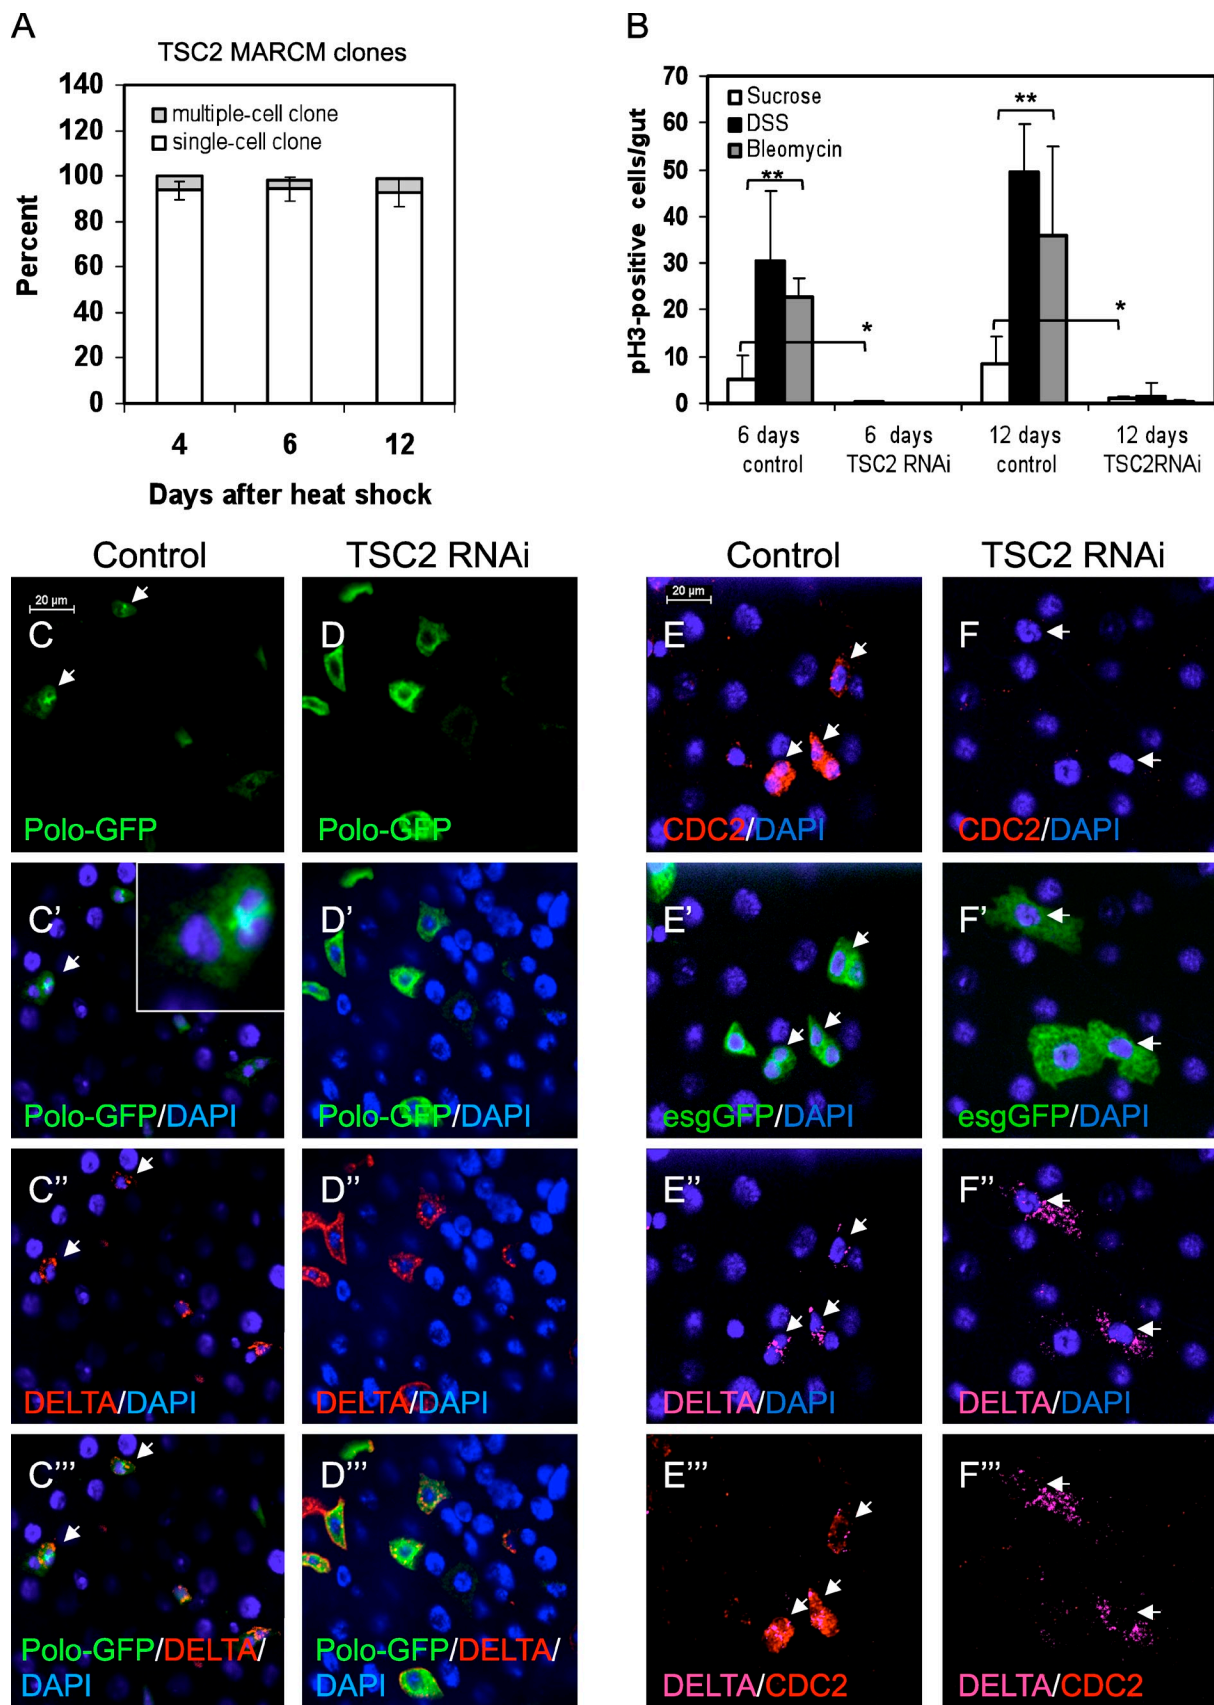 A
TSC2 MARCM clones
140
120
100
80
60
40
20
0
Percent
multiple-cell clone
single-cell clone
4 6 12
Days after heat shock
B
70
60
50
40
30
20
10
0
pH3-positive cells/gut
Sucrose
DSS
Bleomycin
**
*
**
*
6 days control
6 days TSC2 RNAi
12 days control
12 days TSC2RNAi
Control
TSC2 RNAi
Control
TSC2 RNAi
20 µm
C
Polo-GFP
D
Polo-GFP
20 µm
E
CDC2/DAPI
F
CDC2/DAPI
C'
Polo-GFP/DAPI
D'
Polo-GFP/DAPI
E'
esgGFP/DAPI
F'
esgGFP/DAPI
C''
DELTA/DAPI
D''
DELTA/DAPI
E''
DELTA/DAPI
F''
DELTA/DAPI
C'''
Polo-GFP/DELTA/
DAPI
D'''
Polo-GFP/DELTA/
DAPI
E'''
DELTA/CDC2
F'''
DELTA/CDC2